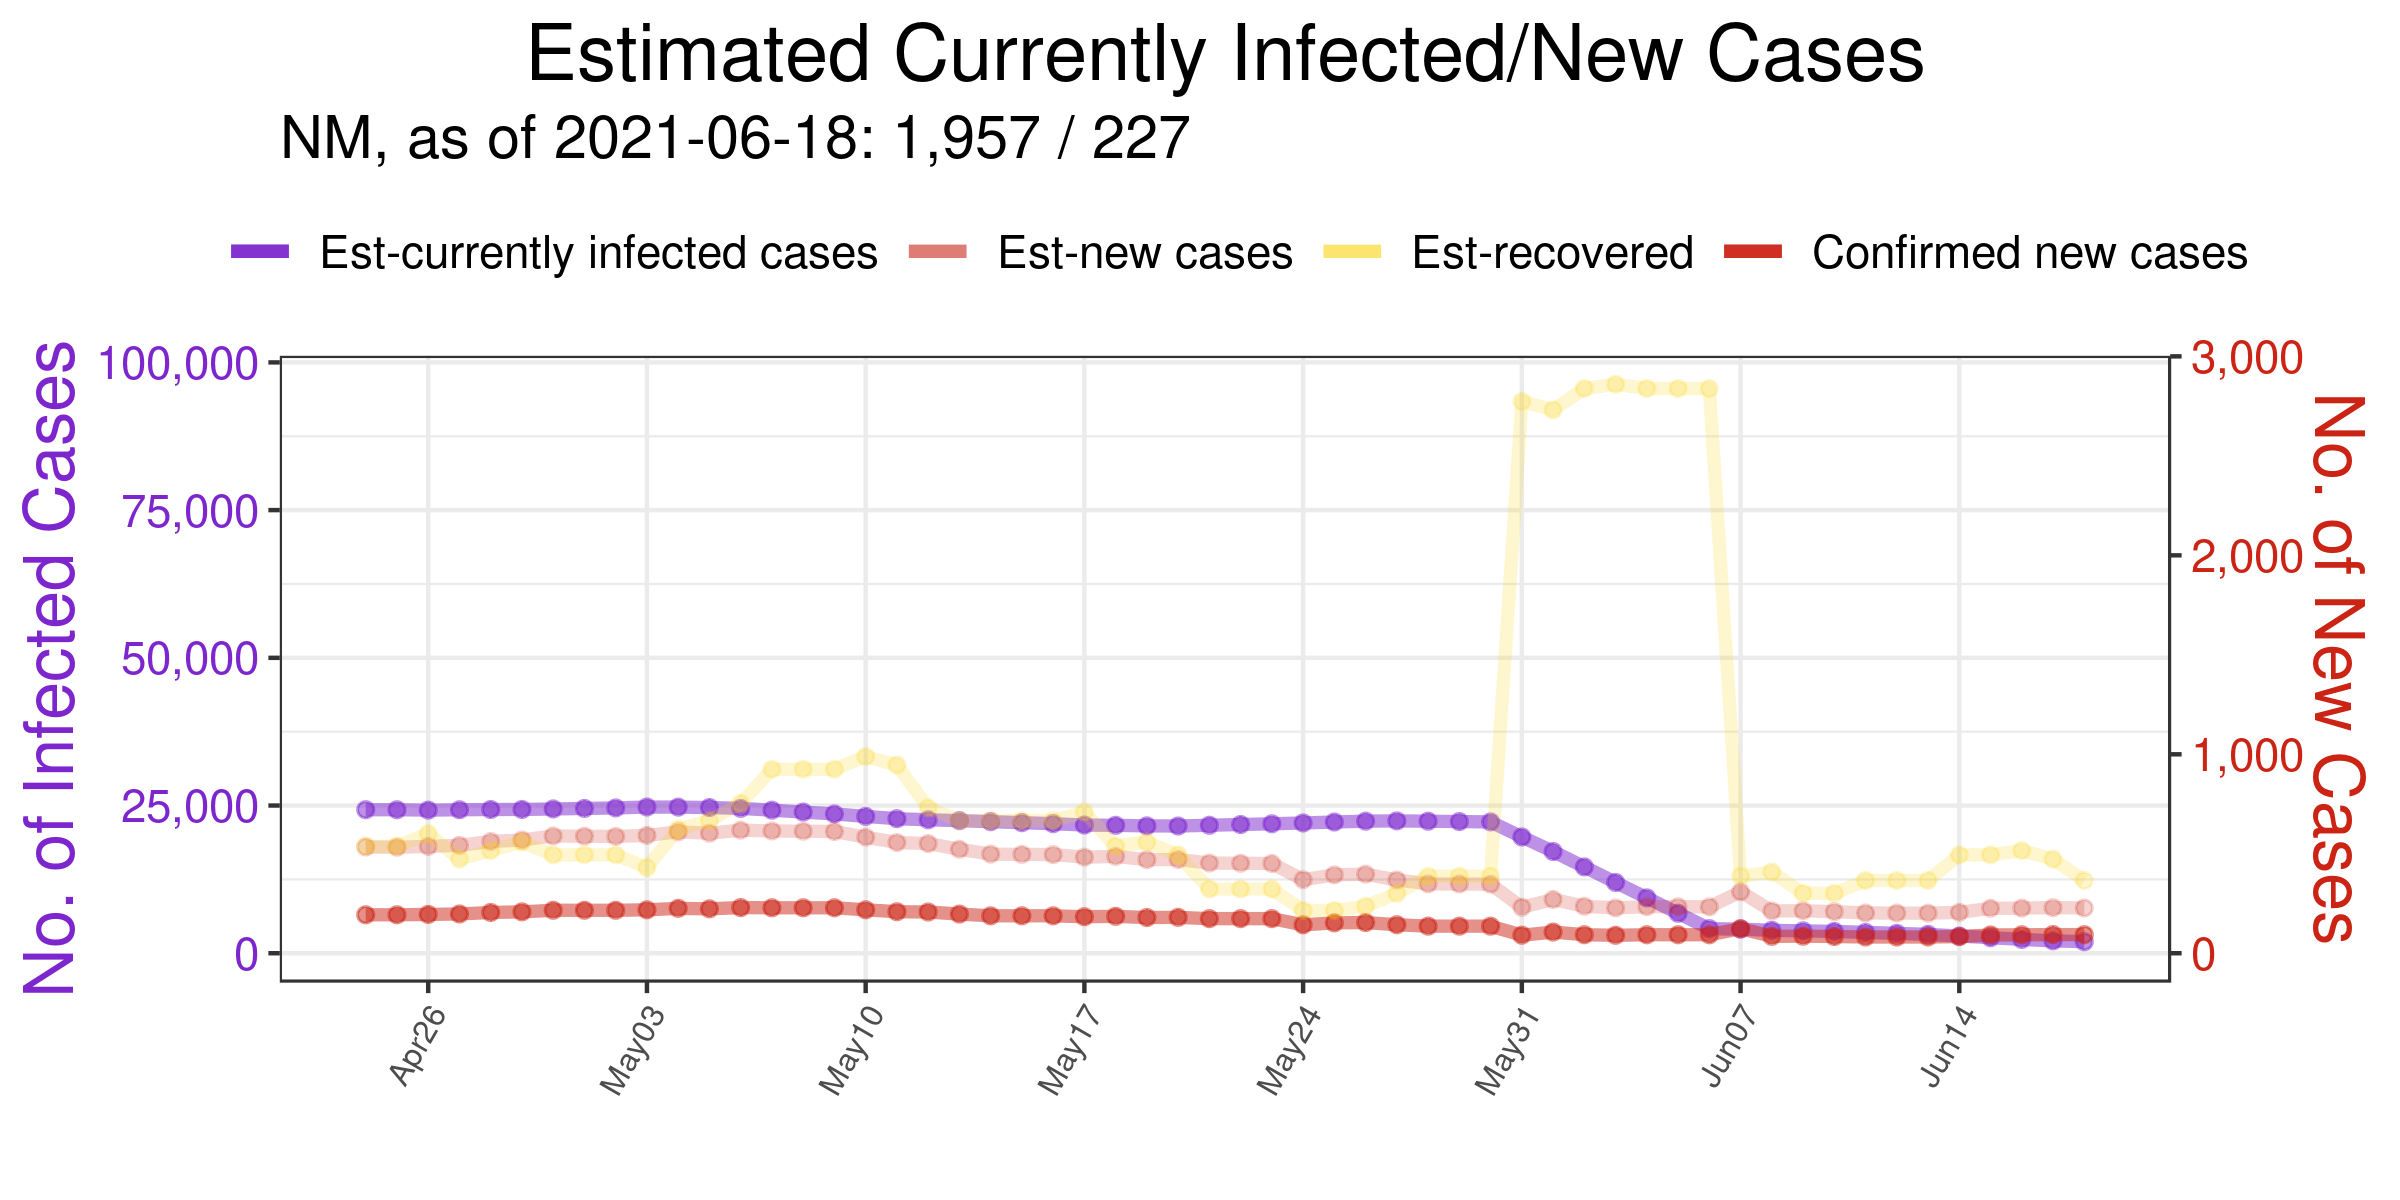 Estimated Currently Infected/New Cases
NM, as of 2021-06-18: 1,957 / 227
Est-currently infected cases Est-new cases Est-recovered Confirmed new cases
No. of Infected Cases
100,000
75,000
50,000
25,000
0
3,000
2,000
1,000
0
No. of New Cases
Apr26 May03 May10 May17 May24 May31 Jun07 Jun14